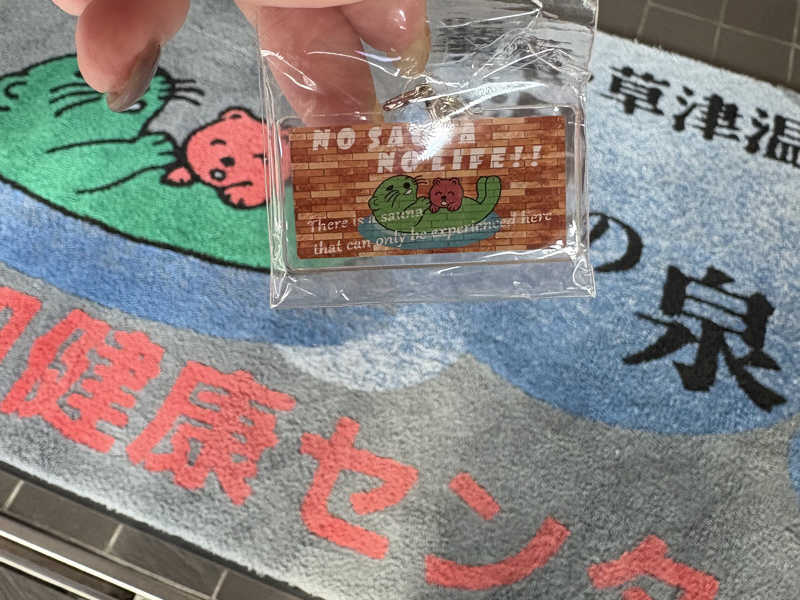 NO SAUNA
NO LIFE!!
There is a sauna
that can only be experienced here
草津温
の泉
健康センタ